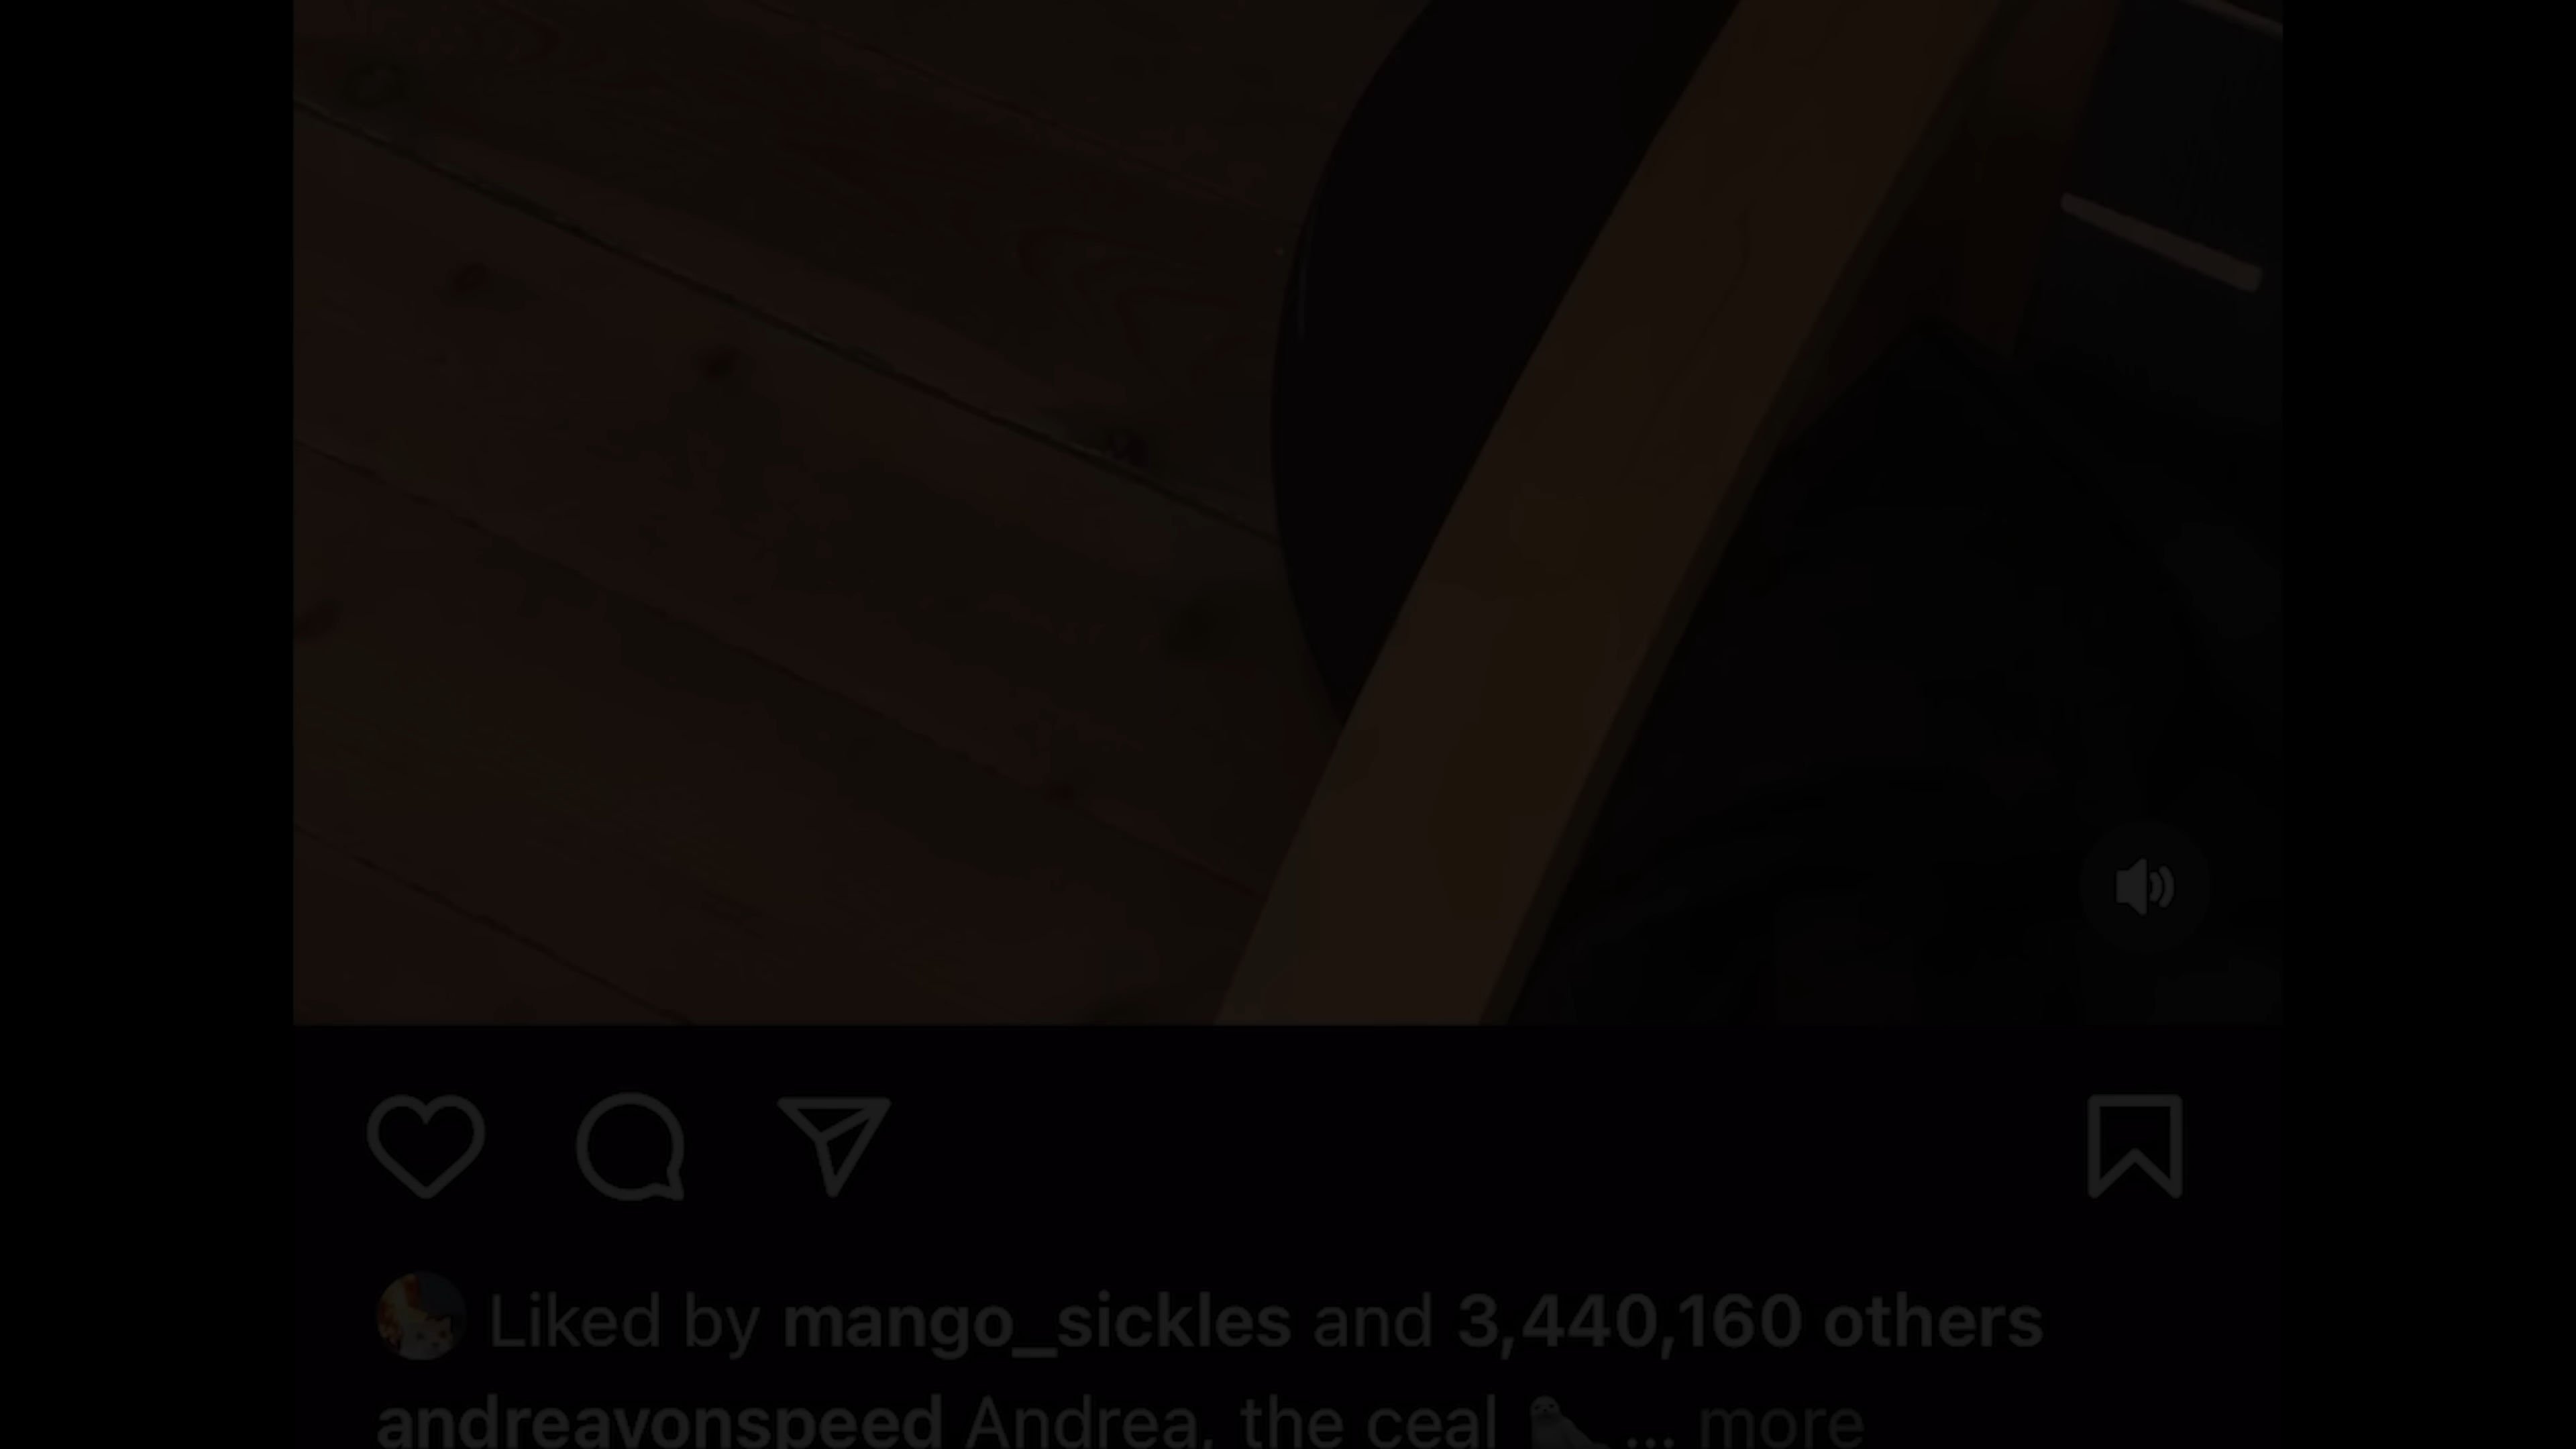 Liked by mango_sickles and 3,440,160 others
andreavonspeed Andrea, the ceal 🦭 ... more